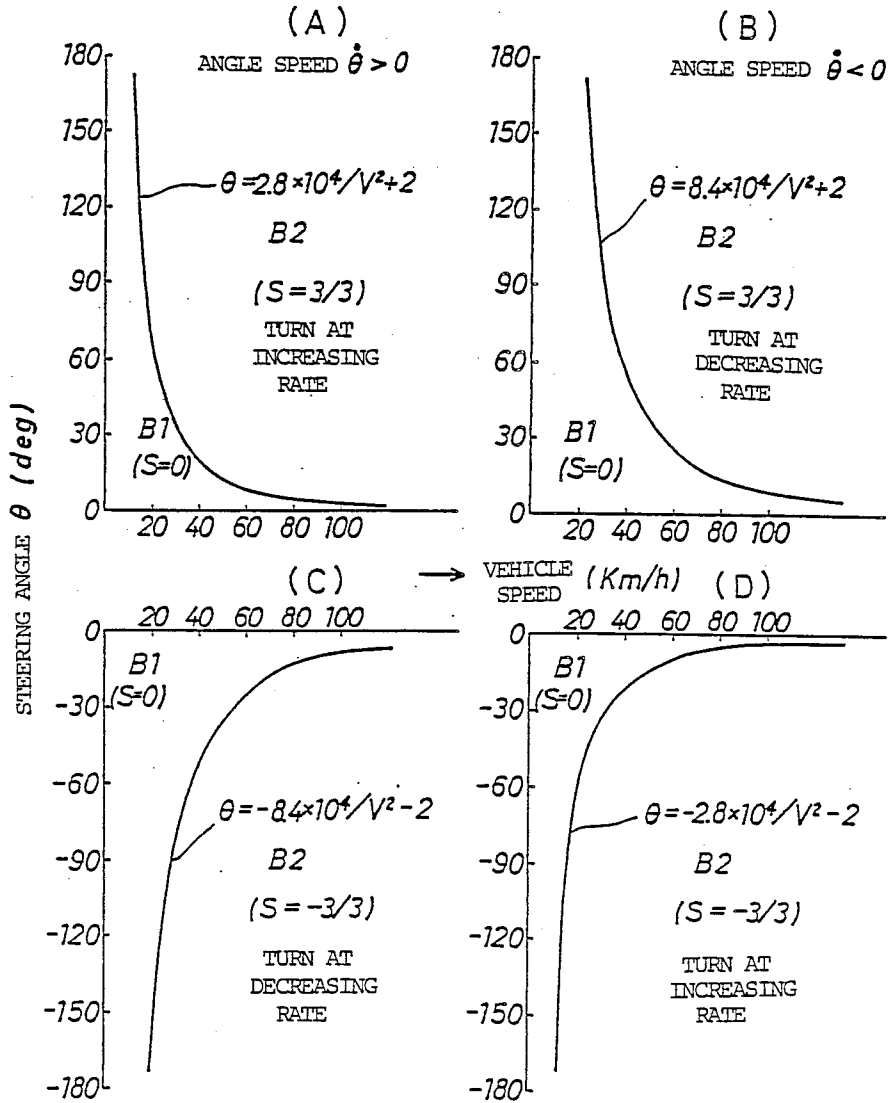 (A)
ANGLE SPEED θ̇ > 0
180
150
120
90
60
30
0
θ=2.8×10⁴/V²+2
B2
(S=3/3)
TURN AT
INCREASING
RATE
B1
(S=0)
20 40 60 80 100
(B)
ANGLE SPEED θ̇ < 0
180
150
120
90
60
30
0
θ=8.4×10⁴/V²+2
B2
(S=3/3)
TURN AT
DECREASING
RATE
B1
(S=0)
20 40 60 80 100
STEERING ANGLE θ (deg)
→ VEHICLE SPEED (Km/h)
(C)
20 40 60 80 100
0
-30
-60
-90
-120
-150
-180
B1
(S=0)
θ=-8.4×10⁴/V²-2
B2
(S=-3/3)
TURN AT
DECREASING
RATE
(D)
20 40 60 80 100
0
-30
-60
-90
-120
-150
-180
B1
(S=0)
θ=-2.8×10⁴/V²-2
B2
(S=-3/3)
TURN AT
INCREASING
RATE